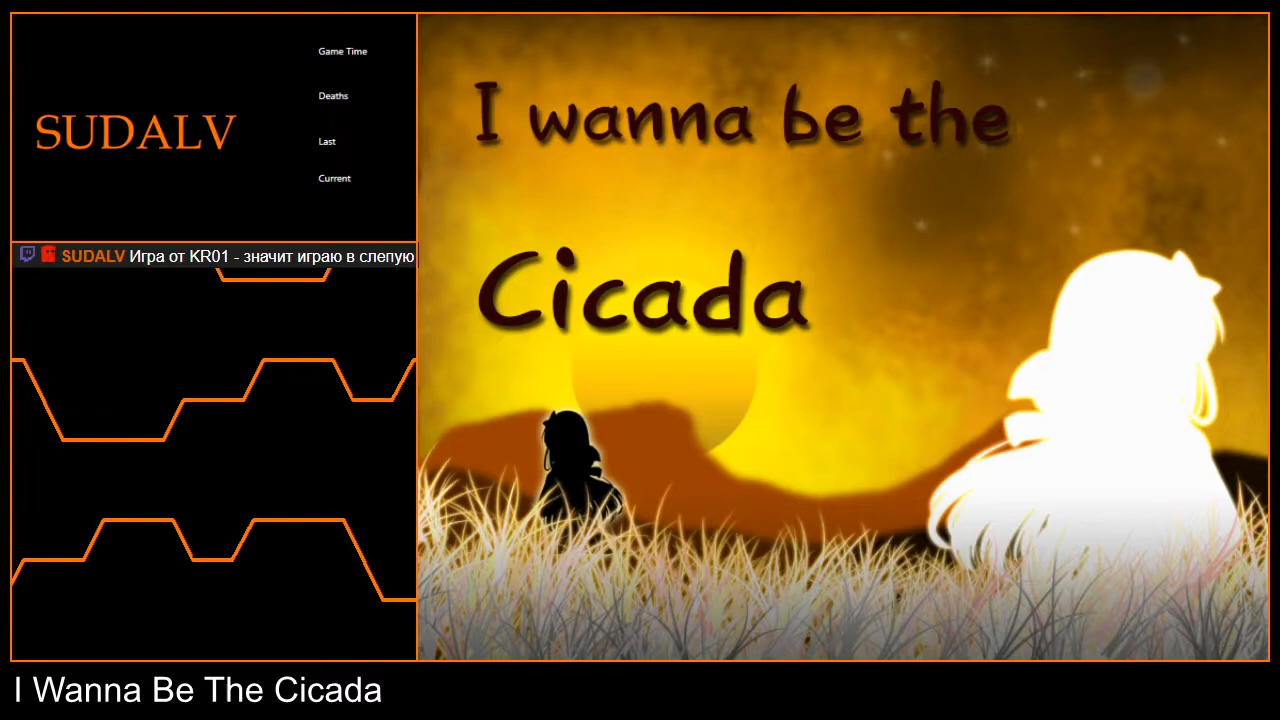 SUDALV
Game Time
Deaths
Last
Current
SUDALV Игра от KR01 - значит играю в слепую
I wanna be the
Cicada
I Wanna Be The Cicada